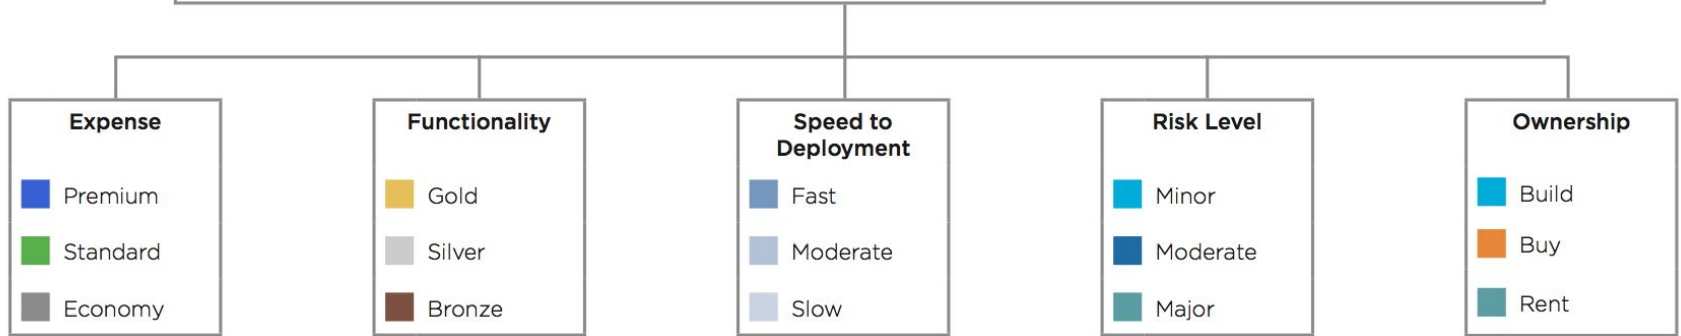 Expense
Premium
Standard
Economy
Functionality
Gold
Silver
Bronze
Speed to
Deployment
Fast
Moderate
Slow
Risk Level
Minor
Moderate
Major
Ownership
Build
Buy
Rent